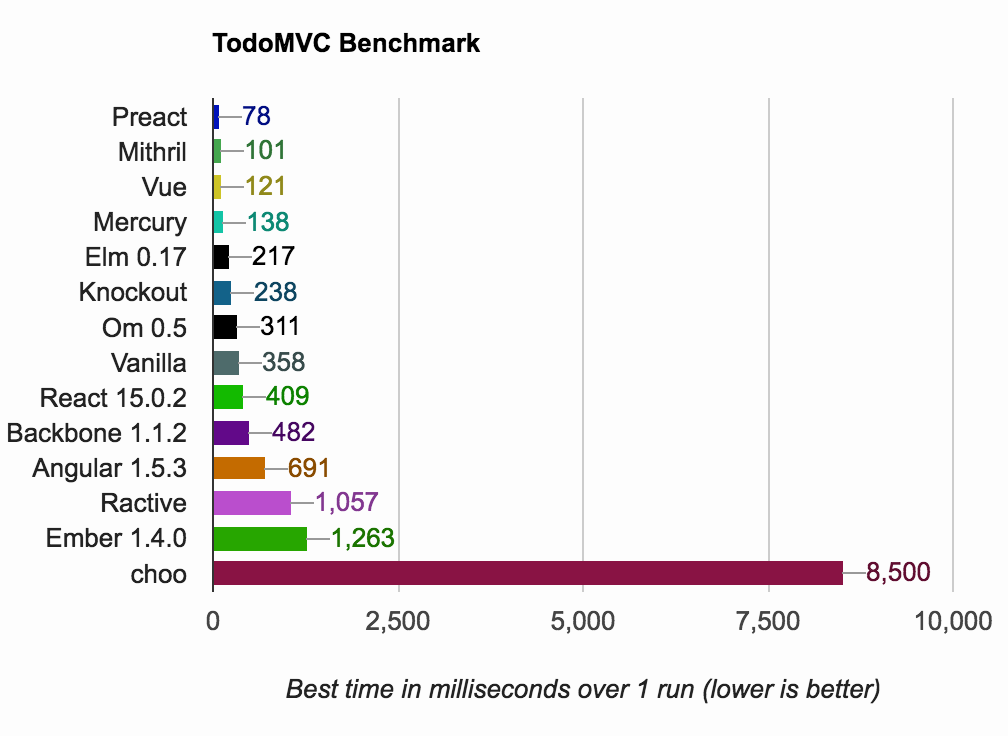 TodoMVC Benchmark
Preact 78
Mithril 101
Vue 121
Mercury 138
Elm 0.17 217
Knockout 238
Om 0.5 311
Vanilla 358
React 15.0.2 409
Backbone 1.1.2 482
Angular 1.5.3 691
Ractive 1,057
Ember 1.4.0 1,263
choo 8,500
0 2,500 5,000 7,500 10,000
Best time in milliseconds over 1 run (lower is better)